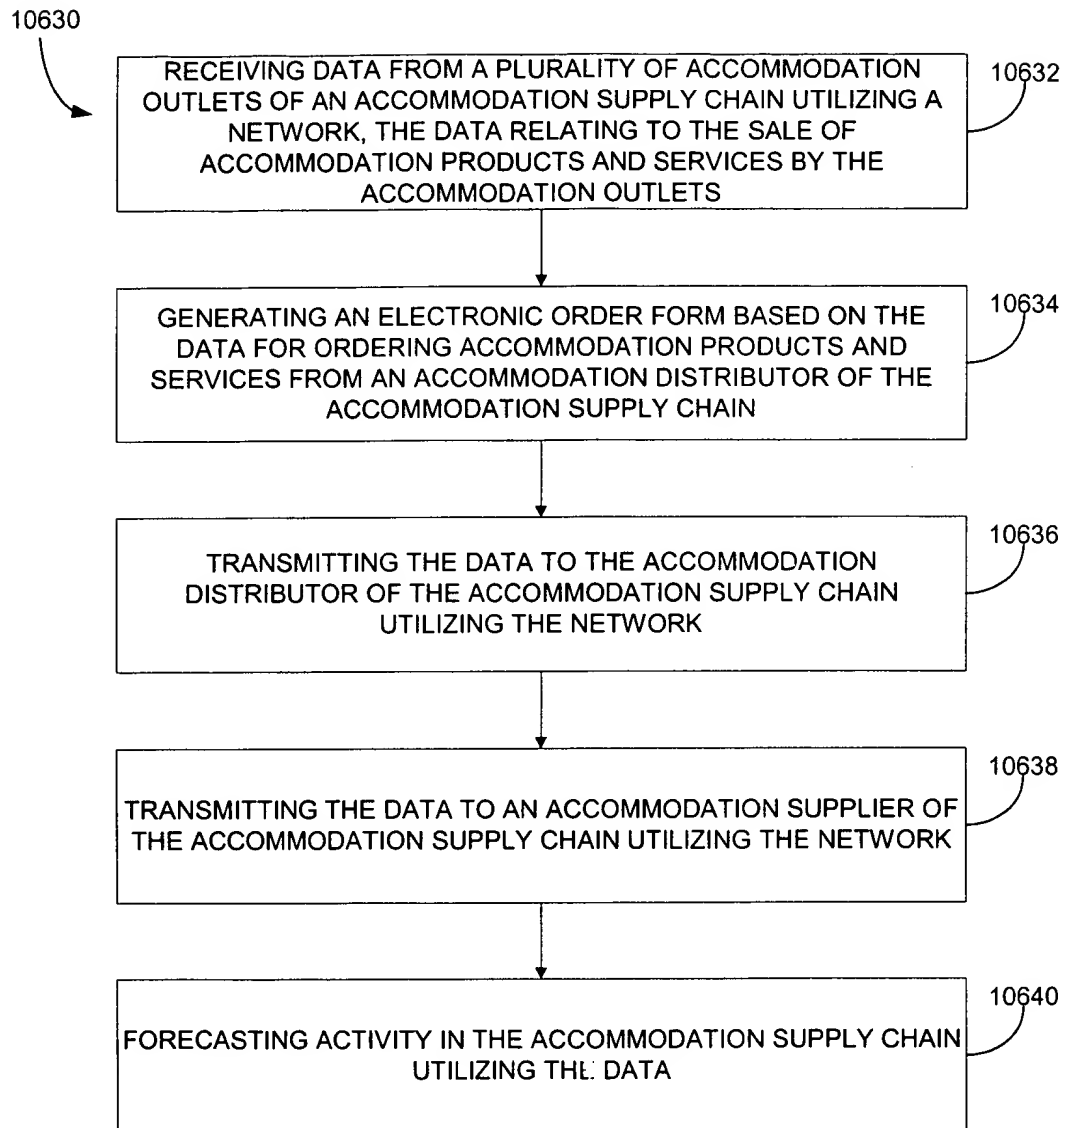 10630
RECEIVING DATA FROM A PLURALITY OF ACCOMMODATION
OUTLETS OF AN ACCOMMODATION SUPPLY CHAIN UTILIZING A
NETWORK, THE DATA RELATING TO THE SALE OF
ACCOMMODATION PRODUCTS AND SERVICES BY THE
ACCOMMODATION OUTLETS
10632
GENERATING AN ELECTRONIC ORDER FORM BASED ON THE
DATA FOR ORDERING ACCOMMODATION PRODUCTS AND
SERVICES FROM AN ACCOMMODATION DISTRIBUTOR OF THE
ACCOMMODATION SUPPLY CHAIN
10634
TRANSMITTING THE DATA TO THE ACCOMMODATION
DISTRIBUTOR OF THE ACCOMMODATION SUPPLY CHAIN
UTILIZING THE NETWORK
10636
TRANSMITTING THE DATA TO AN ACCOMMODATION SUPPLIER OF
THE ACCOMMODATION SUPPLY CHAIN UTILIZING THE NETWORK
10638
FORECASTING ACTIVITY IN THE ACCOMMODATION SUPPLY CHAIN
UTILIZING THE DATA
10640